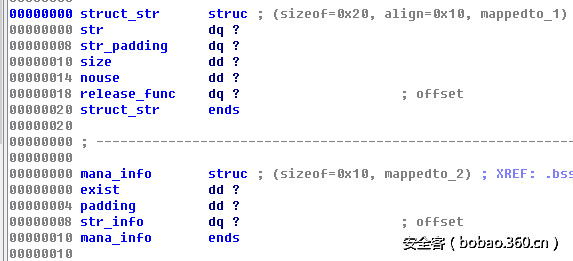 00000000 struct_str struc ; (sizeof=0x20, align=0x10, mappedto_1)
00000000 str dq ?
00000008 str_padding dq ?
00000010 size dd ?
00000014 nouse dd ?
00000018 release_func dq ? ; offset
00000020 struct_str ends
00000020
00000000 ; ---------------------------------------------------------------
00000000
00000000 mana_info struc ; (sizeof=0x10, mappedto_2) ; XREF: .bss
00000000 exist dd ?
00000004 padding dd ?
00000008 str_info dq ? ; offset
00000010 mana_info ends
00000010
安全客(bobao.360.cn)